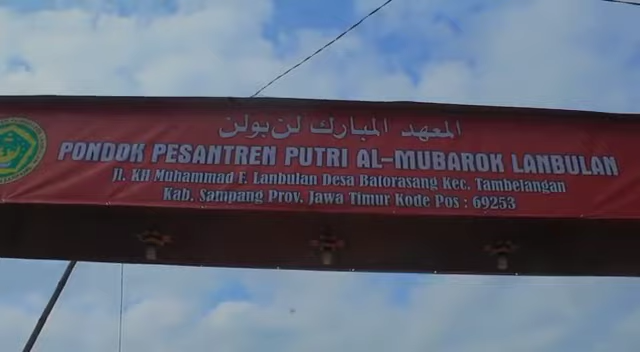 المعهد المبارك لن بولن
PONDOK PESANTREN PUTRI AL-MUBAROK LANBULAN
Jl. KH Muhammad F. Lanbulan Desa Batorasang Kec. Tambelangan
Kab. Sampang Prov. Jawa Timur Kode Pos : 69253